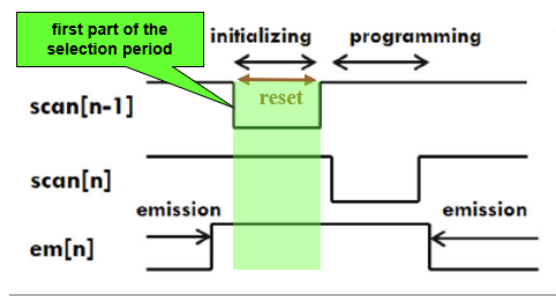 first part of the
selection period
initializing
programming
reset
scan[n-1]
scan[n]
emission
emission
em[n]